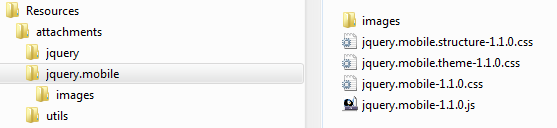 Resources
attachments
jquery
jquery.mobile
images
utils
images
jquery.mobile.structure-1.1.0.css
jquery.mobile.theme-1.1.0.css
jquery.mobile-1.1.0.css
jquery.mobile-1.1.0.js